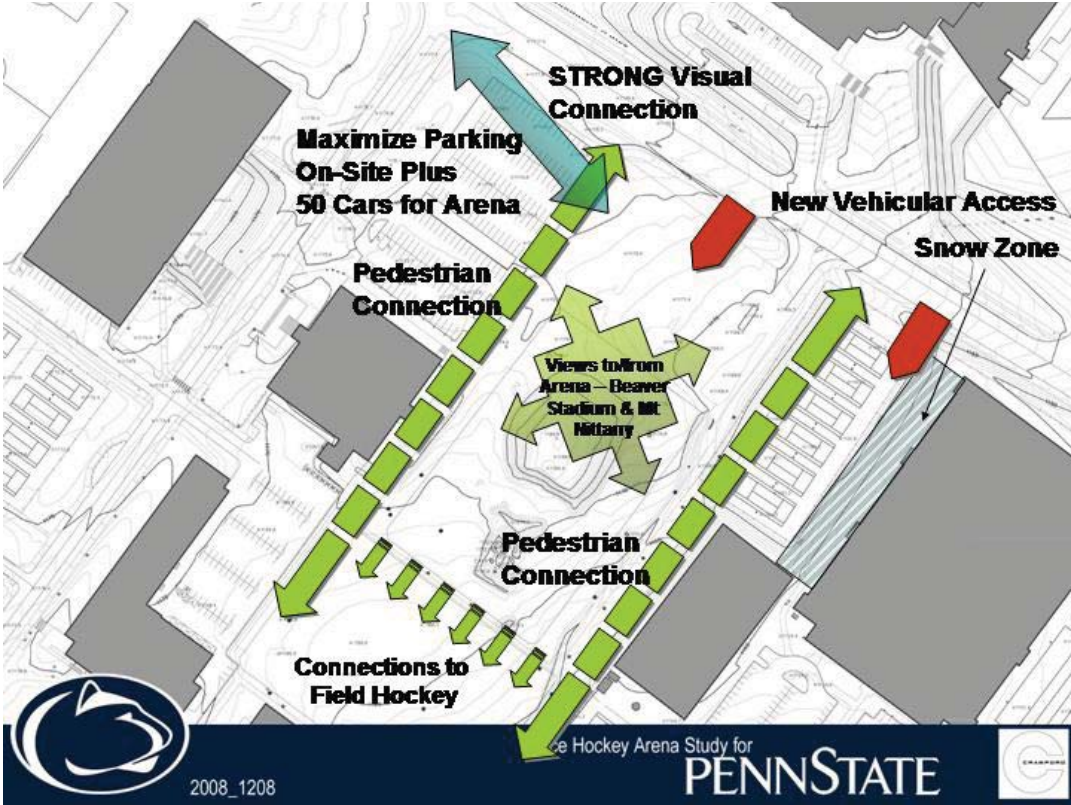 STRONG Visual
Connection
Maximize Parking
On-Site Plus
50 Cars for Arena
New Vehicular Access
Snow Zone
Pedestrian
Connection
Views to/from
Arena – Beaver
Stadium & Mt
Nittany
Pedestrian
Connection
Connections to
Field Hockey
ce Hockey Arena Study for
PENNSTATE
2008_1208
CRAWFORD